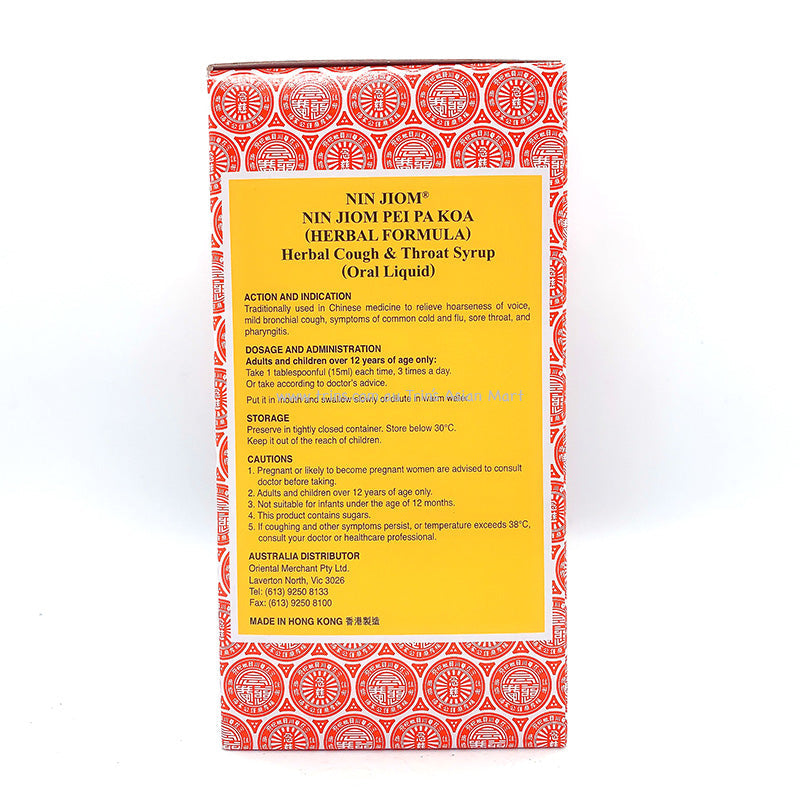 NIN JIOM®
NIN JIOM PEI PA KOA
(HERBAL FORMULA)
Herbal Cough & Throat Syrup
(Oral Liquid)
ACTION AND INDICATION
Traditionally used in Chinese medicine to relieve hoarseness of voice,
mild bronchial cough, symptoms of common cold and flu, sore throat, and
pharyngitis.
DOSAGE AND ADMINISTRATION
Adults and children over 12 years of age only:
Take 1 tablespoonful (15ml) each time, 3 times a day.
Or take according to doctor's advice.
Put it in mouth and swallow slowly or dilute in warm water.
Asian Mart
STORAGE
Preserve in tightly closed container. Store below 30°C.
Keep it out of the reach of children.
CAUTIONS
1. Pregnant or likely to become pregnant women are advised to consult
doctor before taking.
2. Adults and children over 12 years of age only.
3. Not suitable for infants under the age of 12 months.
4. This product contains sugars.
5. If coughing and other symptoms persist, or temperature exceeds 38°C,
consult your doctor or healthcare professional.
AUSTRALIA DISTRIBUTOR
Oriental Merchant Pty Ltd.
Laverton North, Vic 3026
Tel: (613) 9250 8133
Fax: (613) 9250 8100
MADE IN HONG KONG 香港製造